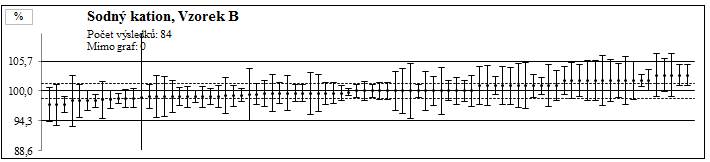 %
Sodný kation, Vzorek B
Počet výsledků: 84
Mimo graf: 0
105,7
100,0
94,3
88,6